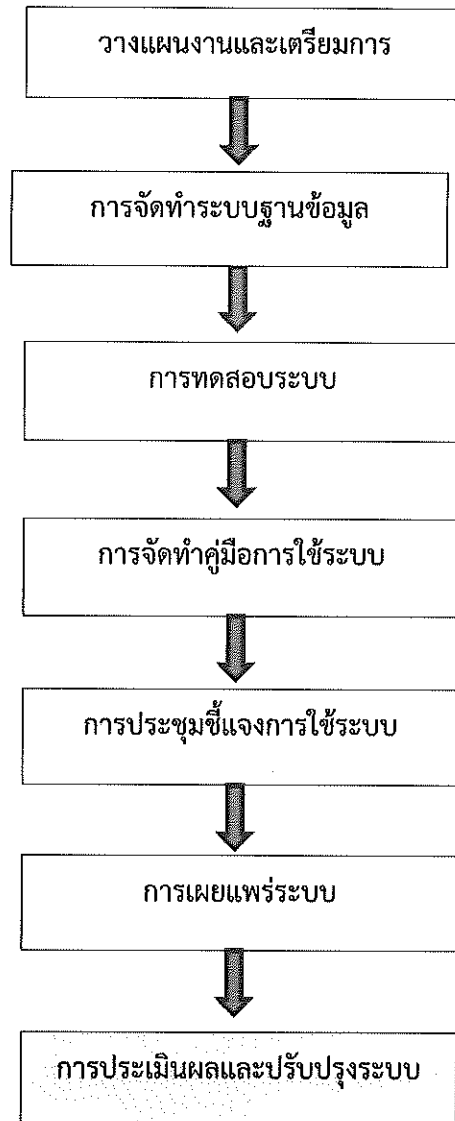 วางแผนงานและเตรียมการ
การจัดทำระบบฐานข้อมูล
การทดสอบระบบ
การจัดทำคู่มือการใช้ระบบ
การประชุมชี้แจงการใช้ระบบ
การเผยแพร่ระบบ
การประเมินผลและปรับปรุงระบบ